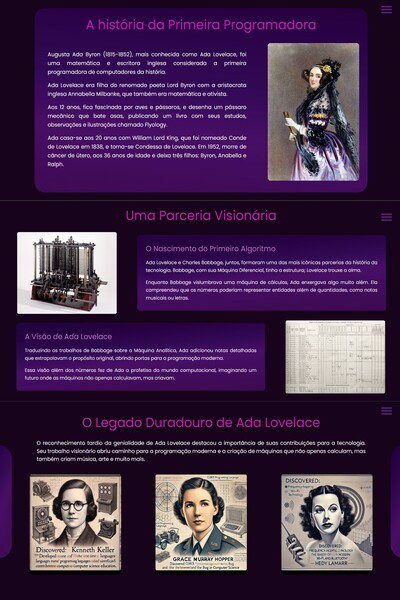 A história da Primeira Programadora
Augusta Ada Byron (1815-1852), mais conhecida como Ada Lovelace, foi
uma matemática e escritora inglesa considerada a primeira
programadora de computadores da história.
Ada Lovelace era filha do renomado poeta Lord Byron com a aristocrata
inglesa Annabella Milbanke, que também era matemática e ativista.
Aos 12 anos, fica fascinada por aves e pássaros, e desenha um pássaro
mecânico que bate asas, publicando um livro com seus estudos,
observações e ilustrações chamado Flyology.
Ada casa-se aos 20 anos com William Lord King, que foi nomeado Conde
de Lovelace em 1838, e torna-se Condessa de Lovelace. Em 1952, morre de
câncer de útero, aos 36 anos de idade e deixa três filhos: Byron, Anabella e
Ralph.
Uma Parceria Visionária
O Nascimento do Primeiro Algoritmo
Ada Lovelace e Charles Babbage, juntos, formaram uma das mais icônicas parcerias da história da
tecnologia. Babbage, com sua Máquina Diferencial, tinha a estrutura; Lovelace trouxe a alma.
Enquanto Babbage vislumbrava uma máquina de cálculos, Ada enxergava algo muito além. Ela
compreendeu que os números poderiam representar entidades além de quantidades, como notas
musicais ou letras.
A Visão de Ada Lovelace
Traduzindo os trabalhos de Babbage sobre a Máquina Analítica, Ada adicionou notas detalhadas
que extrapolavam o propósito original, abrindo portas para a programação moderna.
Essa visão além dos números fez de Ada a profetisa do mundo computacional, imaginando um
futuro onde as máquinas não apenas calculavam, mas criavam.
O Legado Duradouro de Ada Lovelace
O reconhecimento tardio da genialidade de Ada Lovelace destacou a importância de suas contribuições para a tecnologia.
Seu trabalho visionário abriu caminho para a programação moderna e a criação de máquinas que não apenas calculam, mas
também criam música, arte e muito mais.
Discovered: Kenneth Keller
GRACE MURRAY HOPPER
DISCOVERED:
DISCOVERED:
HEDY LAMARR